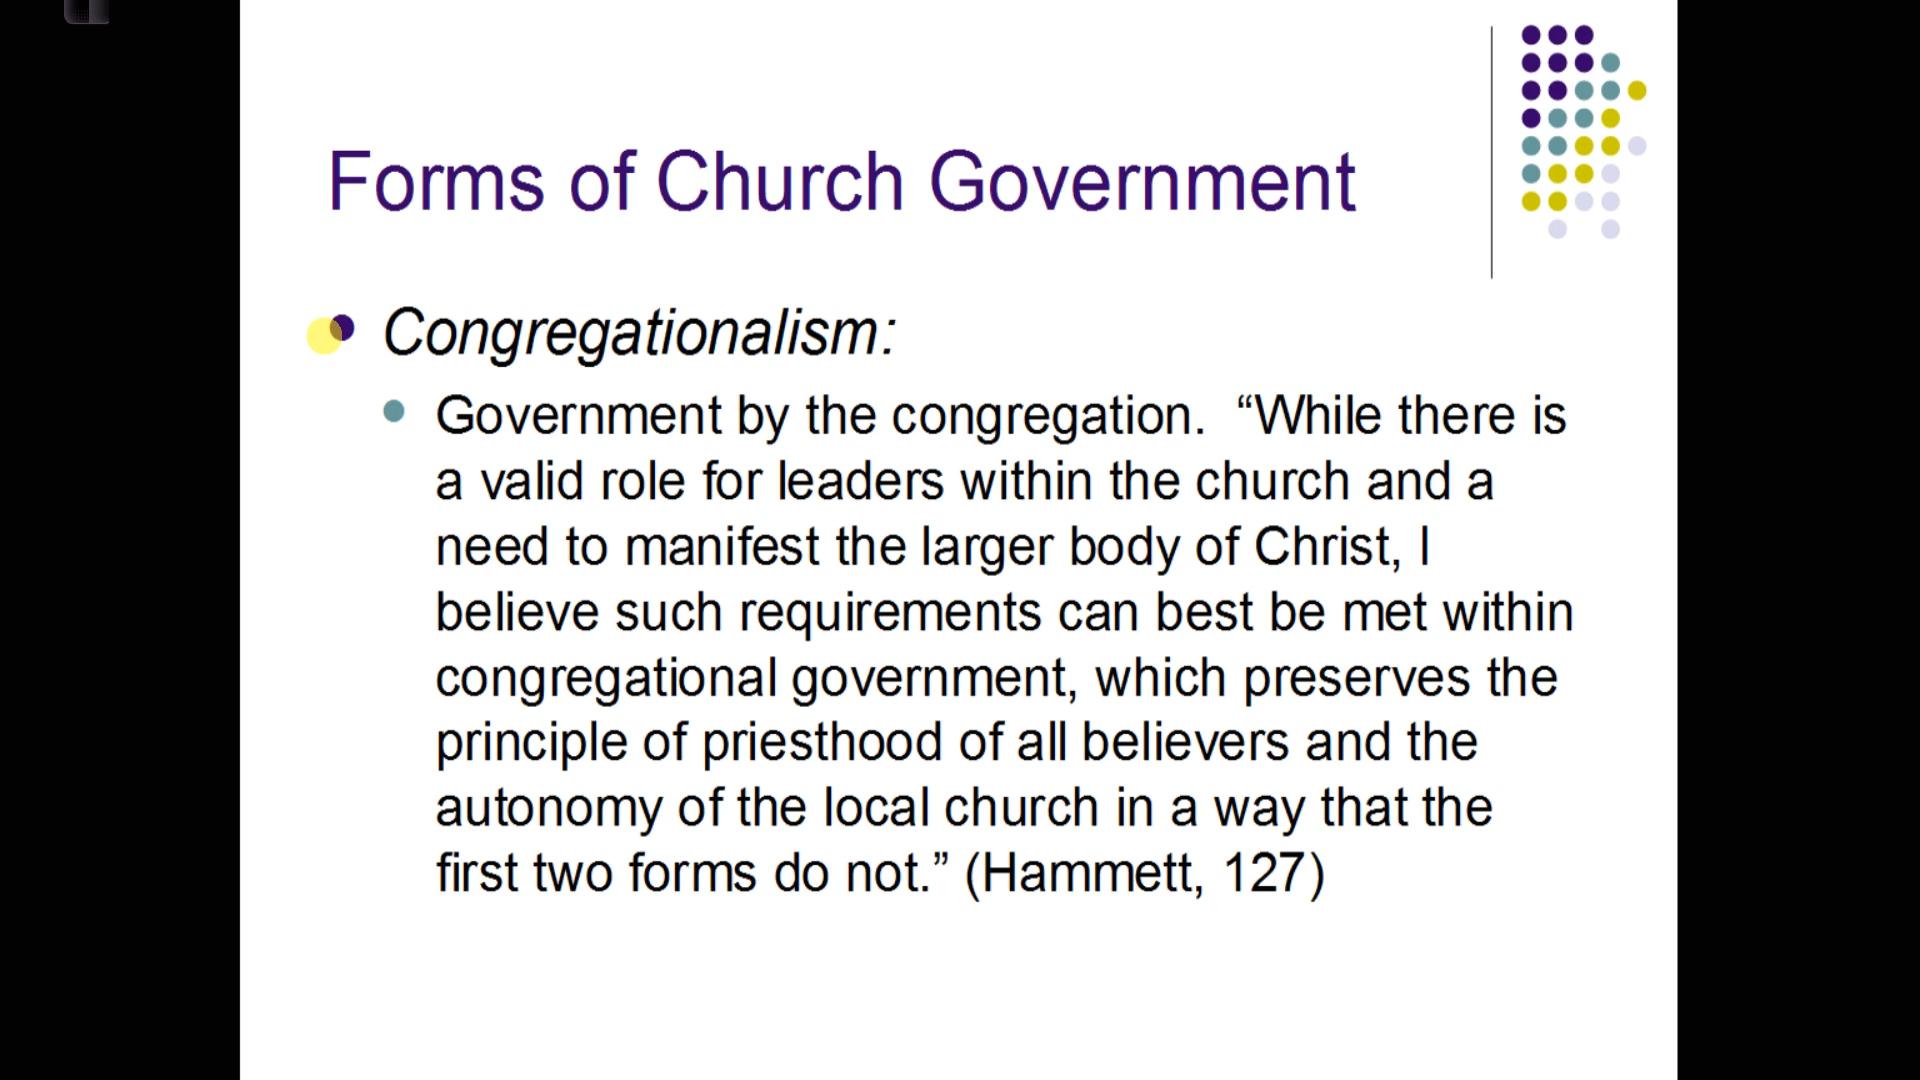 Forms of Church Government
Congregationalism:
Government by the congregation.  “While there is
a valid role for leaders within the church and a
need to manifest the larger body of Christ, I
believe such requirements can best be met within
congregational government, which preserves the
principle of priesthood of all believers and the
autonomy of the local church in a way that the
first two forms do not.” (Hammett, 127)